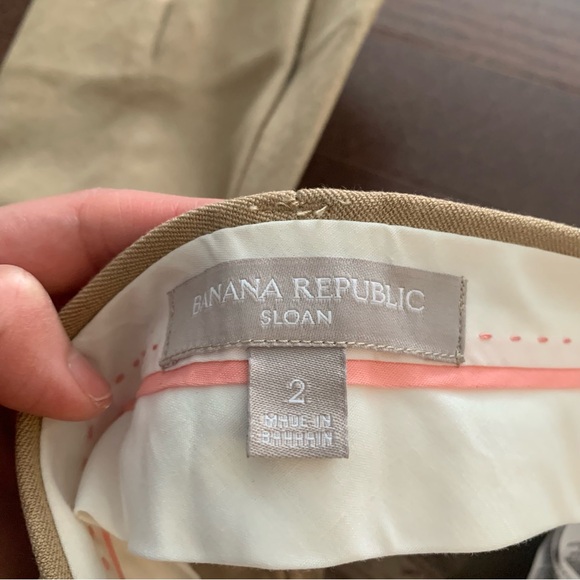 BANANA REPUBLIC
SLOAN
2
MADE IN
BAHRAIN